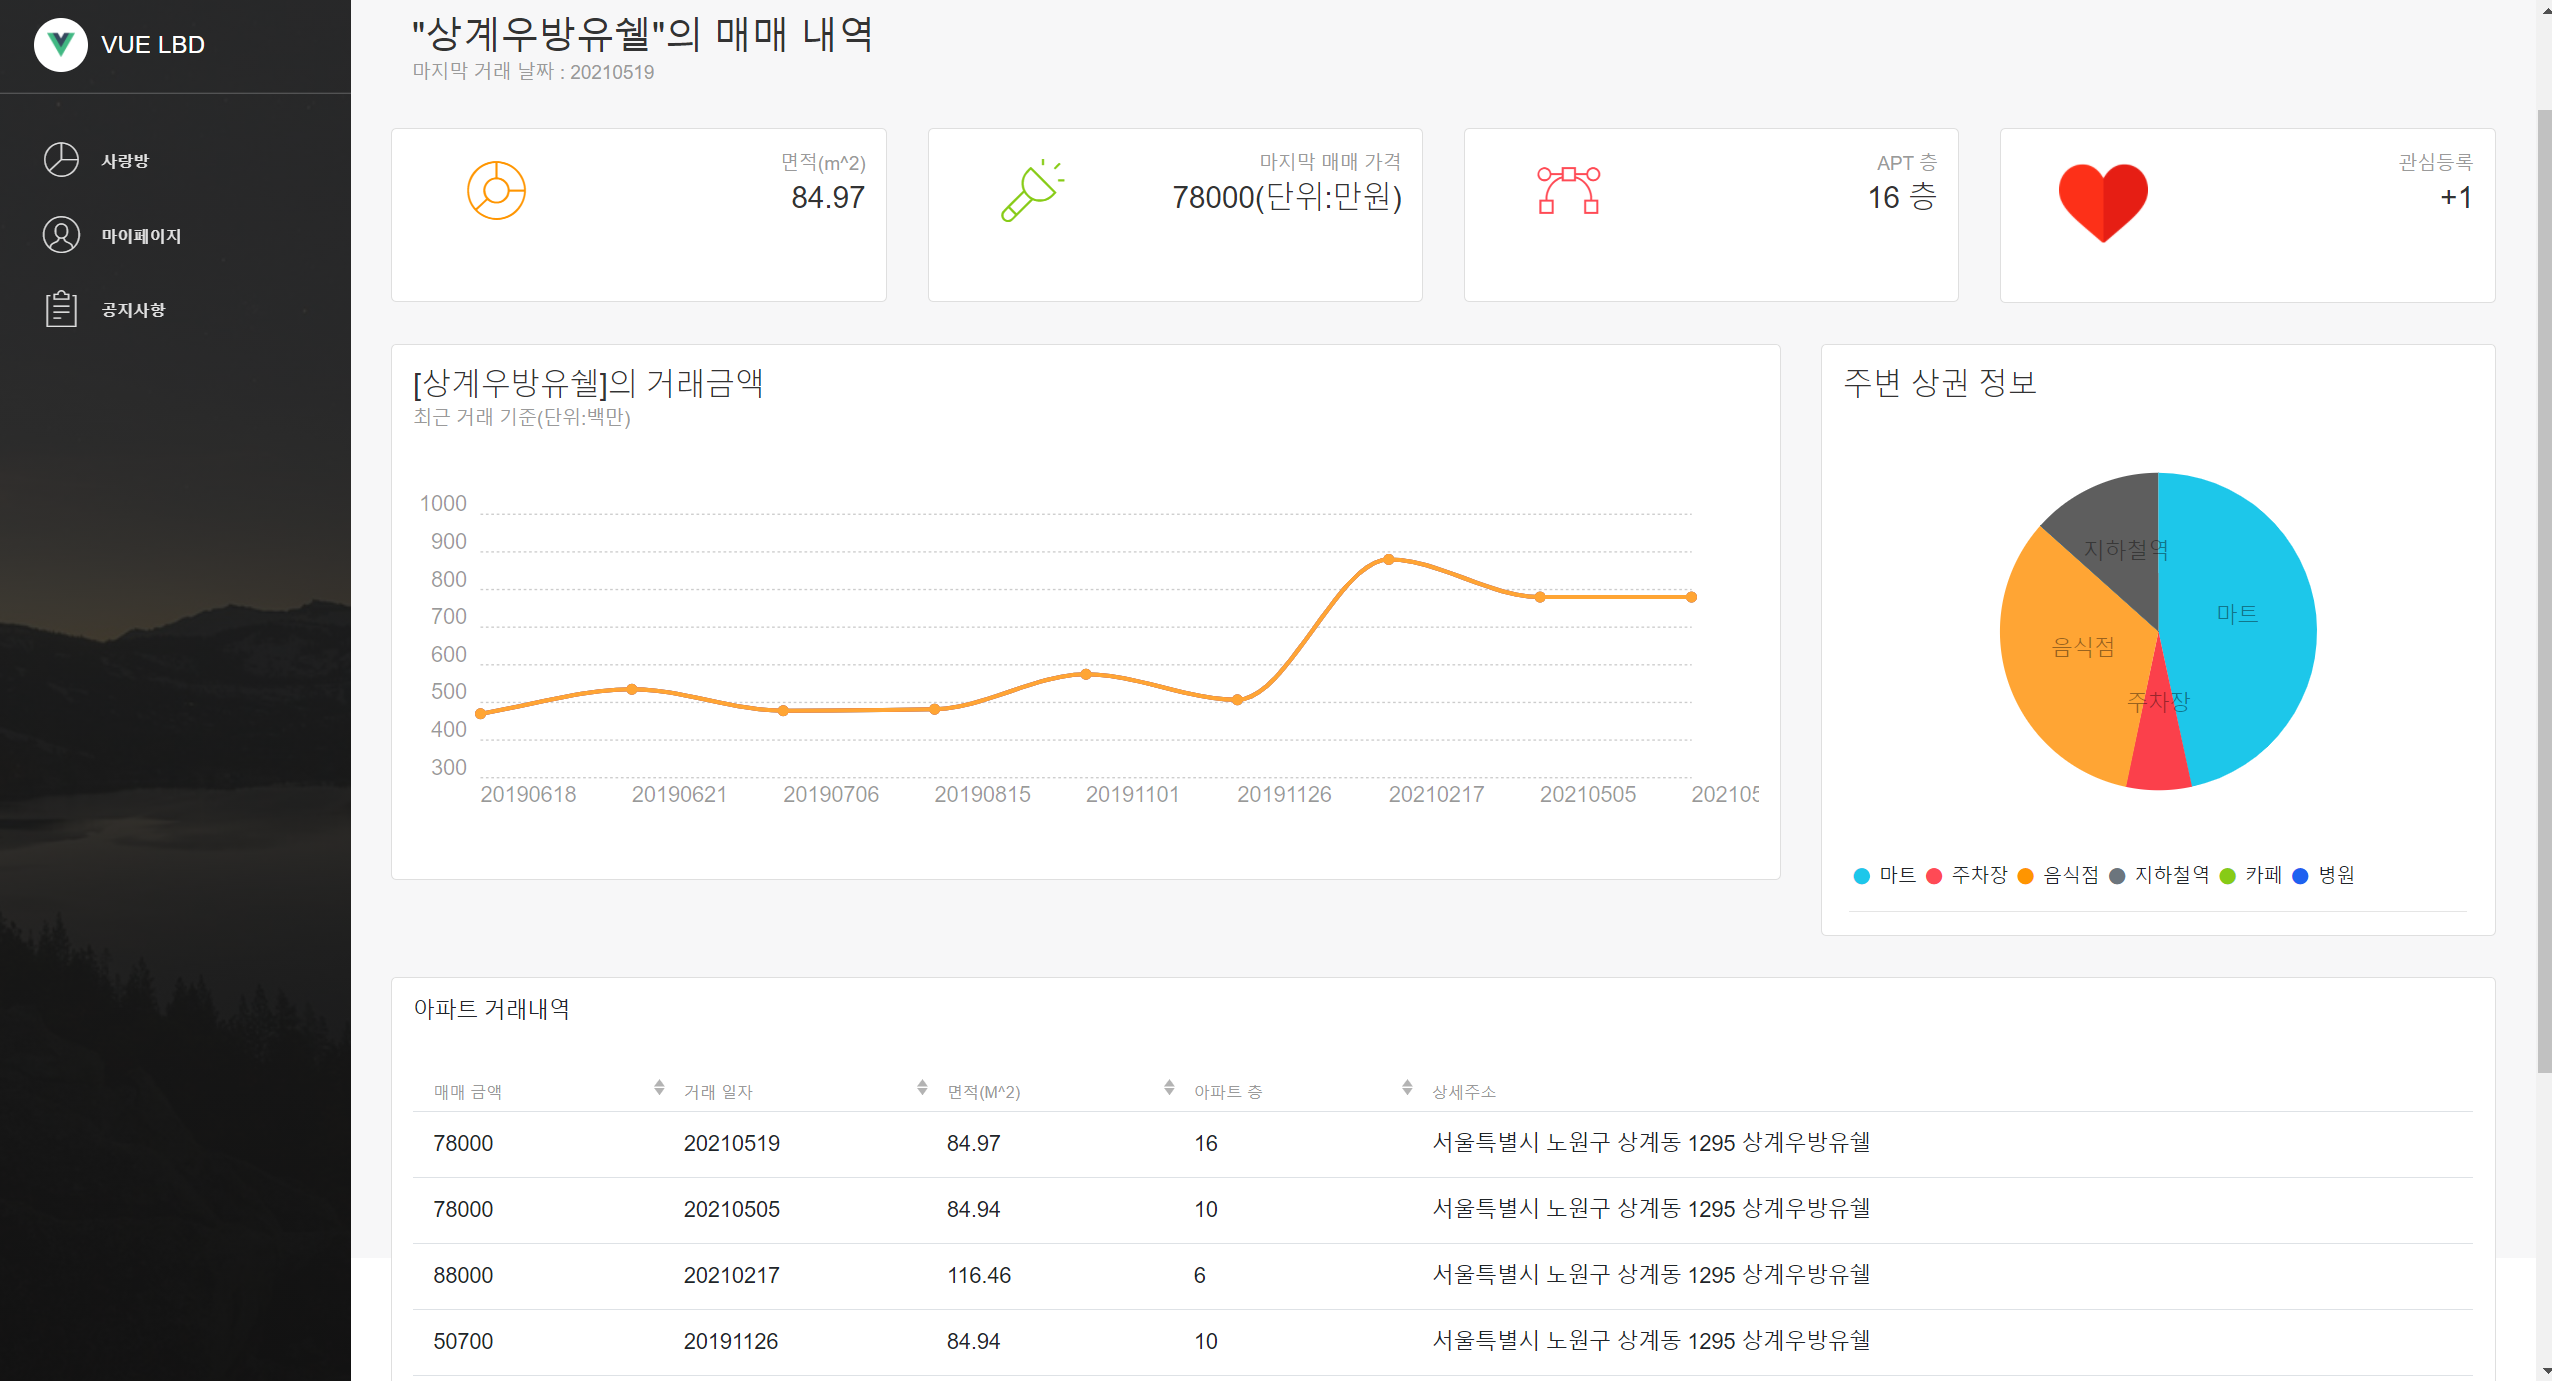 VUE LBD
사랑방
마이페이지
공지사항
"상계우방유쉘"의 매매 내역
마지막 거래 날짜 : 20210519
면적(m^2)
84.97
마지막 매매 가격
78000(단위:만원)
APT 층
16 층
관심등록
+1
[상계우방유쉘]의 거래금액
최근 거래 기준(단위:백만)
1000
900
800
700
600
500
400
300
20190618 20190621 20190706 20190815 20191101 20191126 20210217 20210505 202105
주변 상권 정보
지하철역
마트
음식점
주차장
마트 주차장 음식점 지하철역 카페 병원
아파트 거래내역
매매 금액 거래 일자 면적(M^2) 아파트 층 상세주소
78000 20210519 84.97 16 서울특별시 노원구 상계동 1295 상계우방유쉘
78000 20210505 84.94 10 서울특별시 노원구 상계동 1295 상계우방유쉘
88000 20210217 116.46 6 서울특별시 노원구 상계동 1295 상계우방유쉘
50700 20191126 84.94 10 서울특별시 노원구 상계동 1295 상계우방유쉘